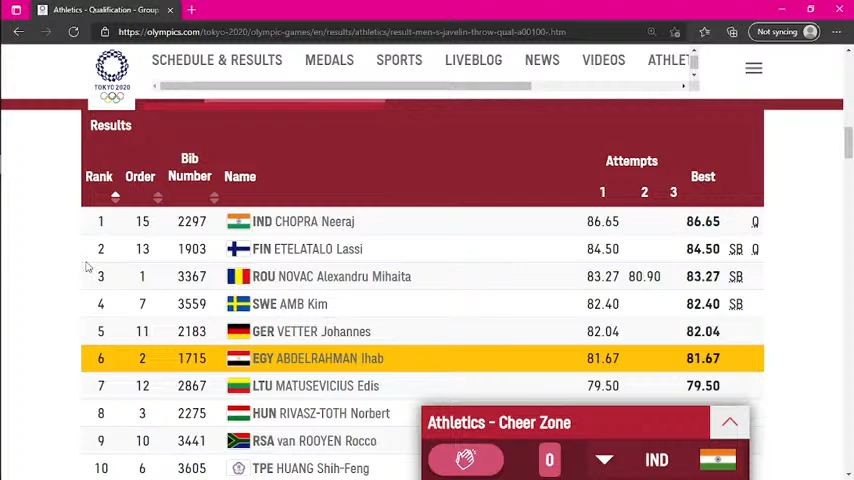 Athletics - Qualification - Group
Not syncing
https://olympics.com/tokyo-2020/olympic-games/en/results/athletics/result-men-s-javelin-throw-qual-a00100-.htm
TOKYO 2020
SCHEDULE & RESULTS MEDALS SPORTS LIVEBLOG NEWS VIDEOS ATHLET
Results
Rank Order Bib Number Name Attempts 1 2 3 Best
1 15 2297 IND CHOPRA Neeraj 86.65 86.65 Q
2 13 1903 FIN ETELATALO Lassi 84.50 84.50 SB Q
3 1 3367 ROU NOVAC Alexandru Mihaita 83.27 80.90 83.27 SB
4 7 3559 SWE AMB Kim 82.40 82.40 SB
5 11 2183 GER VETTER Johannes 82.04 82.04
6 2 1715 EGY ABDELRAHMAN Ihab 81.67 81.67
7 12 2867 LTU MATUSEVICIUS Edis 79.50 79.50
8 3 2275 HUN RIVASZ-TOTH Norbert
9 10 3441 RSA van ROOYEN Rocco
10 6 3605 TPE HUANG Shih-Feng
Athletics - Cheer Zone
0 IND